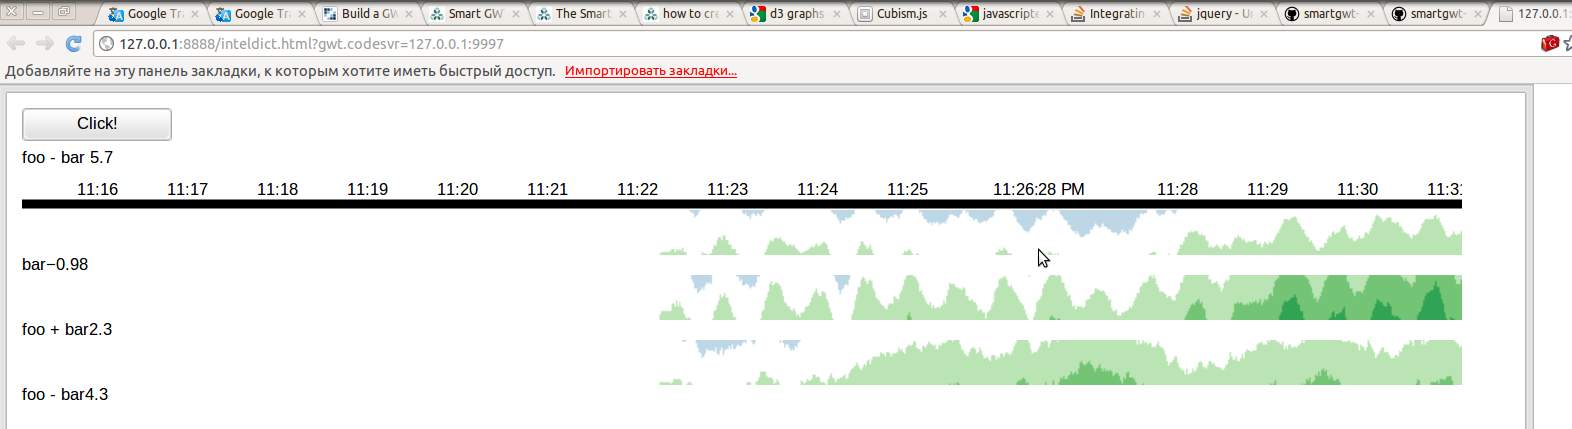 Google Tra Google Tra Build a GW Smart GW The Smart how to cre d3 graphs Cubism.js javascripte Integratin jquery - U smartgwt- smartgwt- 127.0.0.1:
127.0.0.1:8888/inteldict.html?gwt.codesvr=127.0.0.1:9997
Добавляйте на эту панель закладки, к которым хотите иметь быстрый доступ. Импортировать закладки...
Click!
foo - bar 5.7
11:16 11:17 11:18 11:19 11:20 11:21 11:22 11:23 11:24 11:25 11:26:28 PM 11:28 11:29 11:30 11:31
bar−0.98
foo + bar2.3
foo - bar4.3